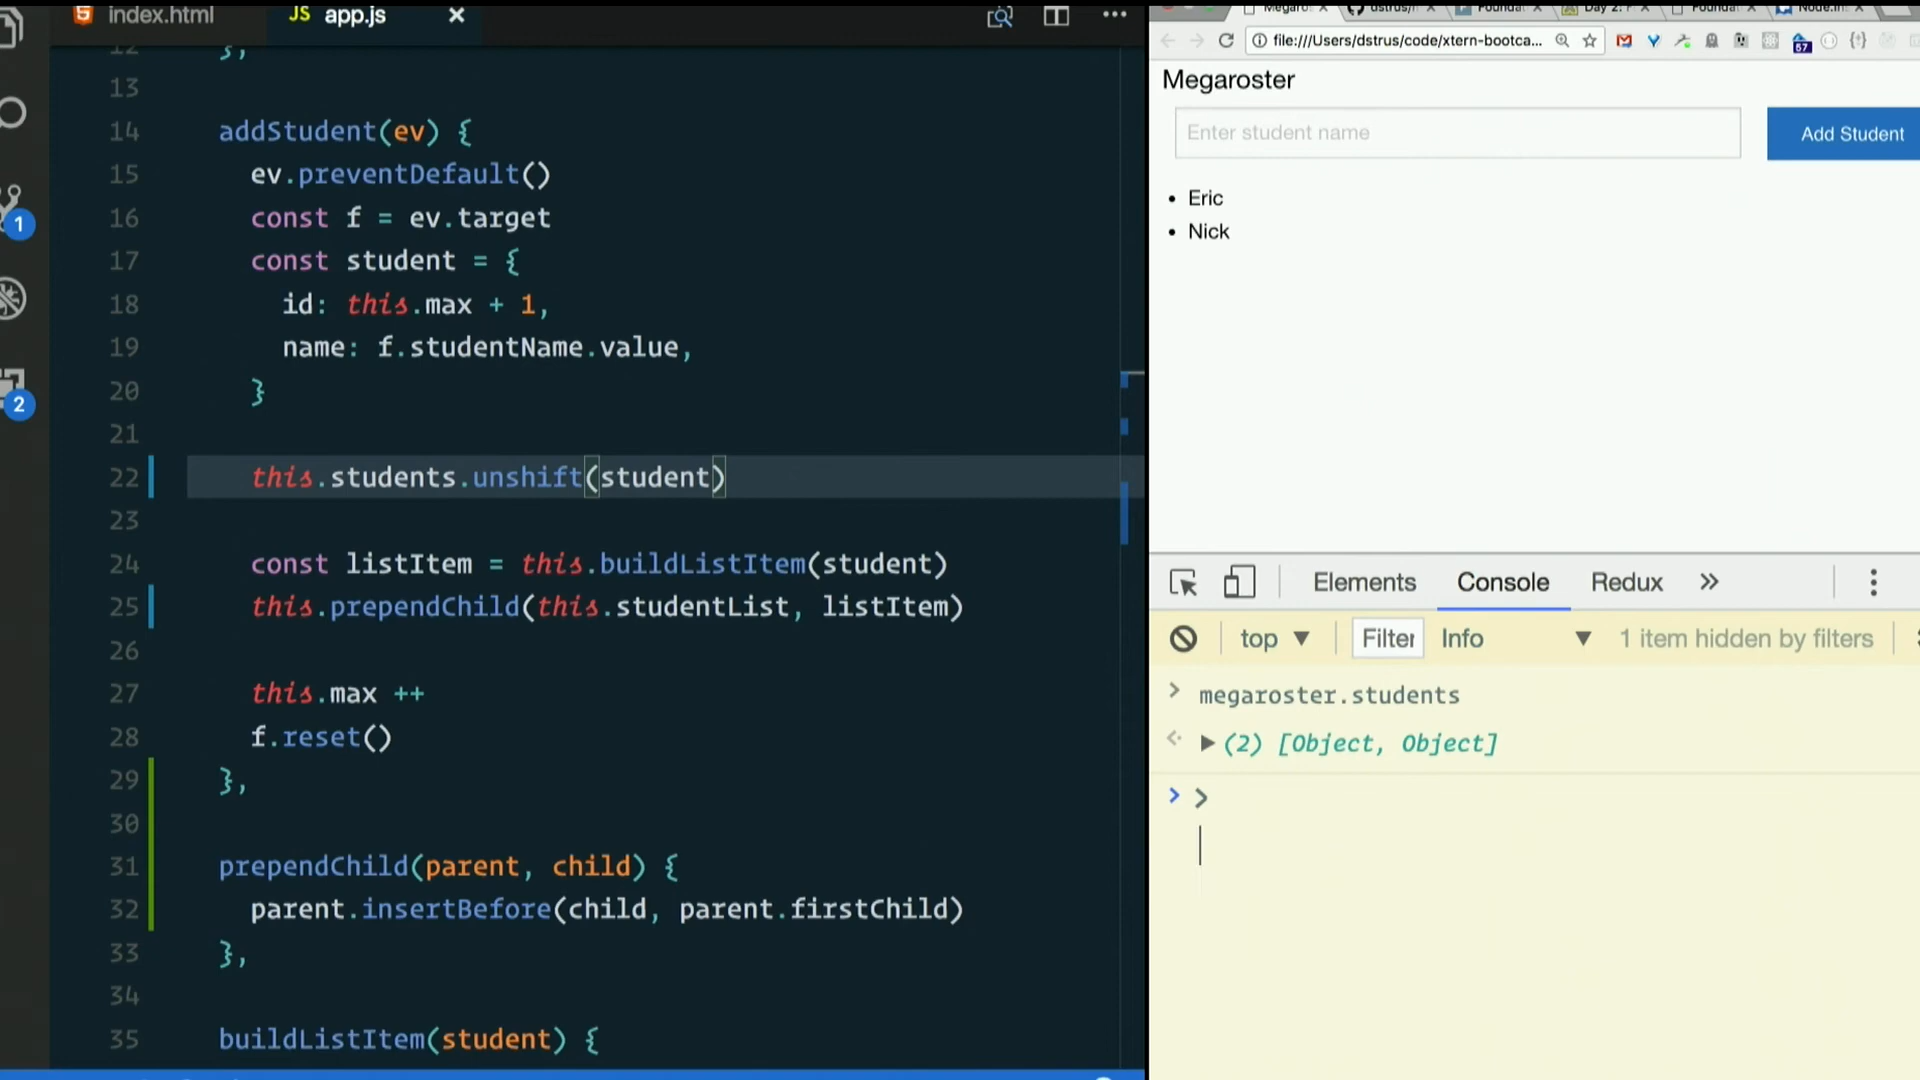 index.html
JS app.js
12 },
13
14 addStudent(ev) {
15 ev.preventDefault()
16 const f = ev.target
17 const student = {
18 id: this.max + 1,
19 name: f.studentName.value,
20 }
21
22 this.students.unshift(student)
23
24 const listItem = this.buildListItem(student)
25 this.prependChild(this.studentList, listItem)
26
27 this.max ++
28 f.reset()
29 },
30
31 prependChild(parent, child) {
32 parent.insertBefore(child, parent.firstChild)
33 },
34
35 buildListItem(student) {
1
2
file:///Users/dstrus/code/xtern-bootca...
57
Megaroster
Enter student name
Add Student
• Eric
• Nick
Elements Console Redux »
top ▼ Filter Info ▼ 1 item hidden by filters
> megaroster.students
(2) [Object, Object]
> >